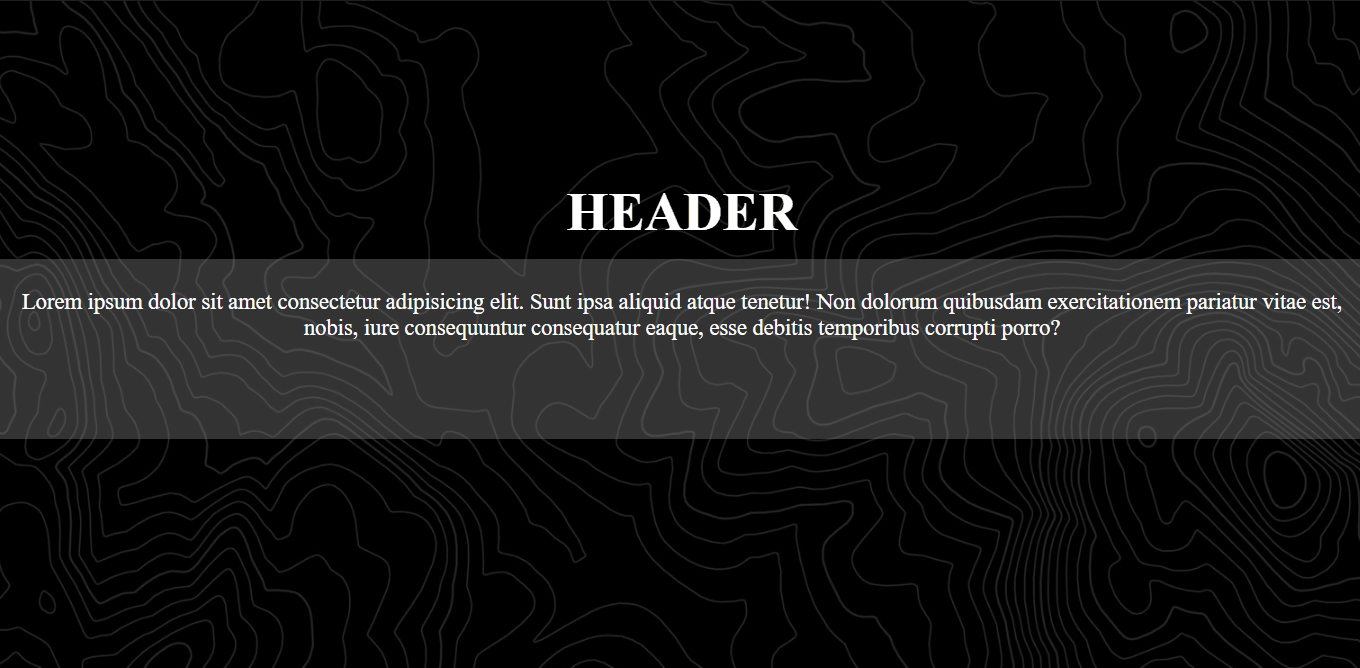 HEADER
Lorem ipsum dolor sit amet consectetur adipisicing elit. Sunt ipsa aliquid atque tenetur! Non dolorum quibusdam exercitationem pariatur vitae est,
nobis, iure consequuntur consequatur eaque, esse debitis temporibus corrupti porro?